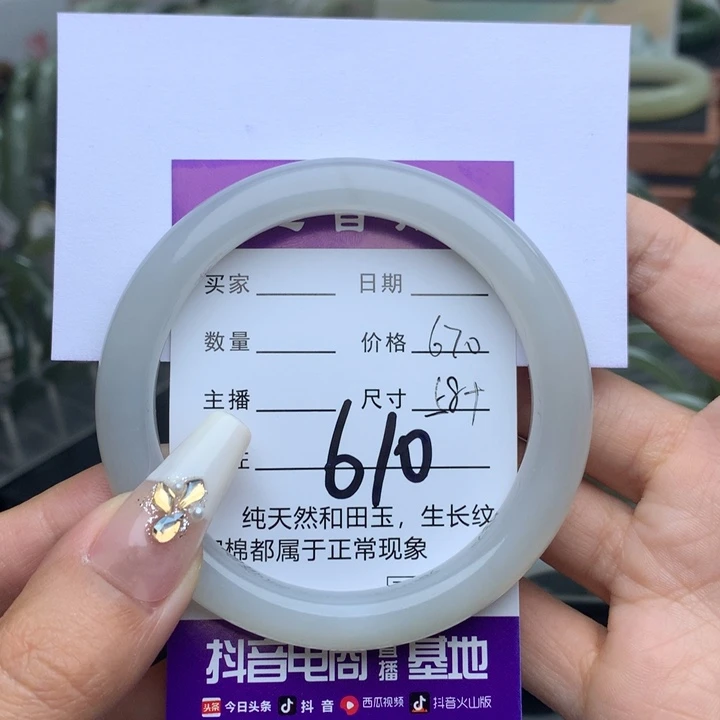 买家 日期
数量 价格 670
主播 尺寸 58+
610
纯天然和田玉，生长纹
棉都属于正常现象
抖音电商 直播 基地
头条 今日头条 抖音 西瓜视频 抖音火山版